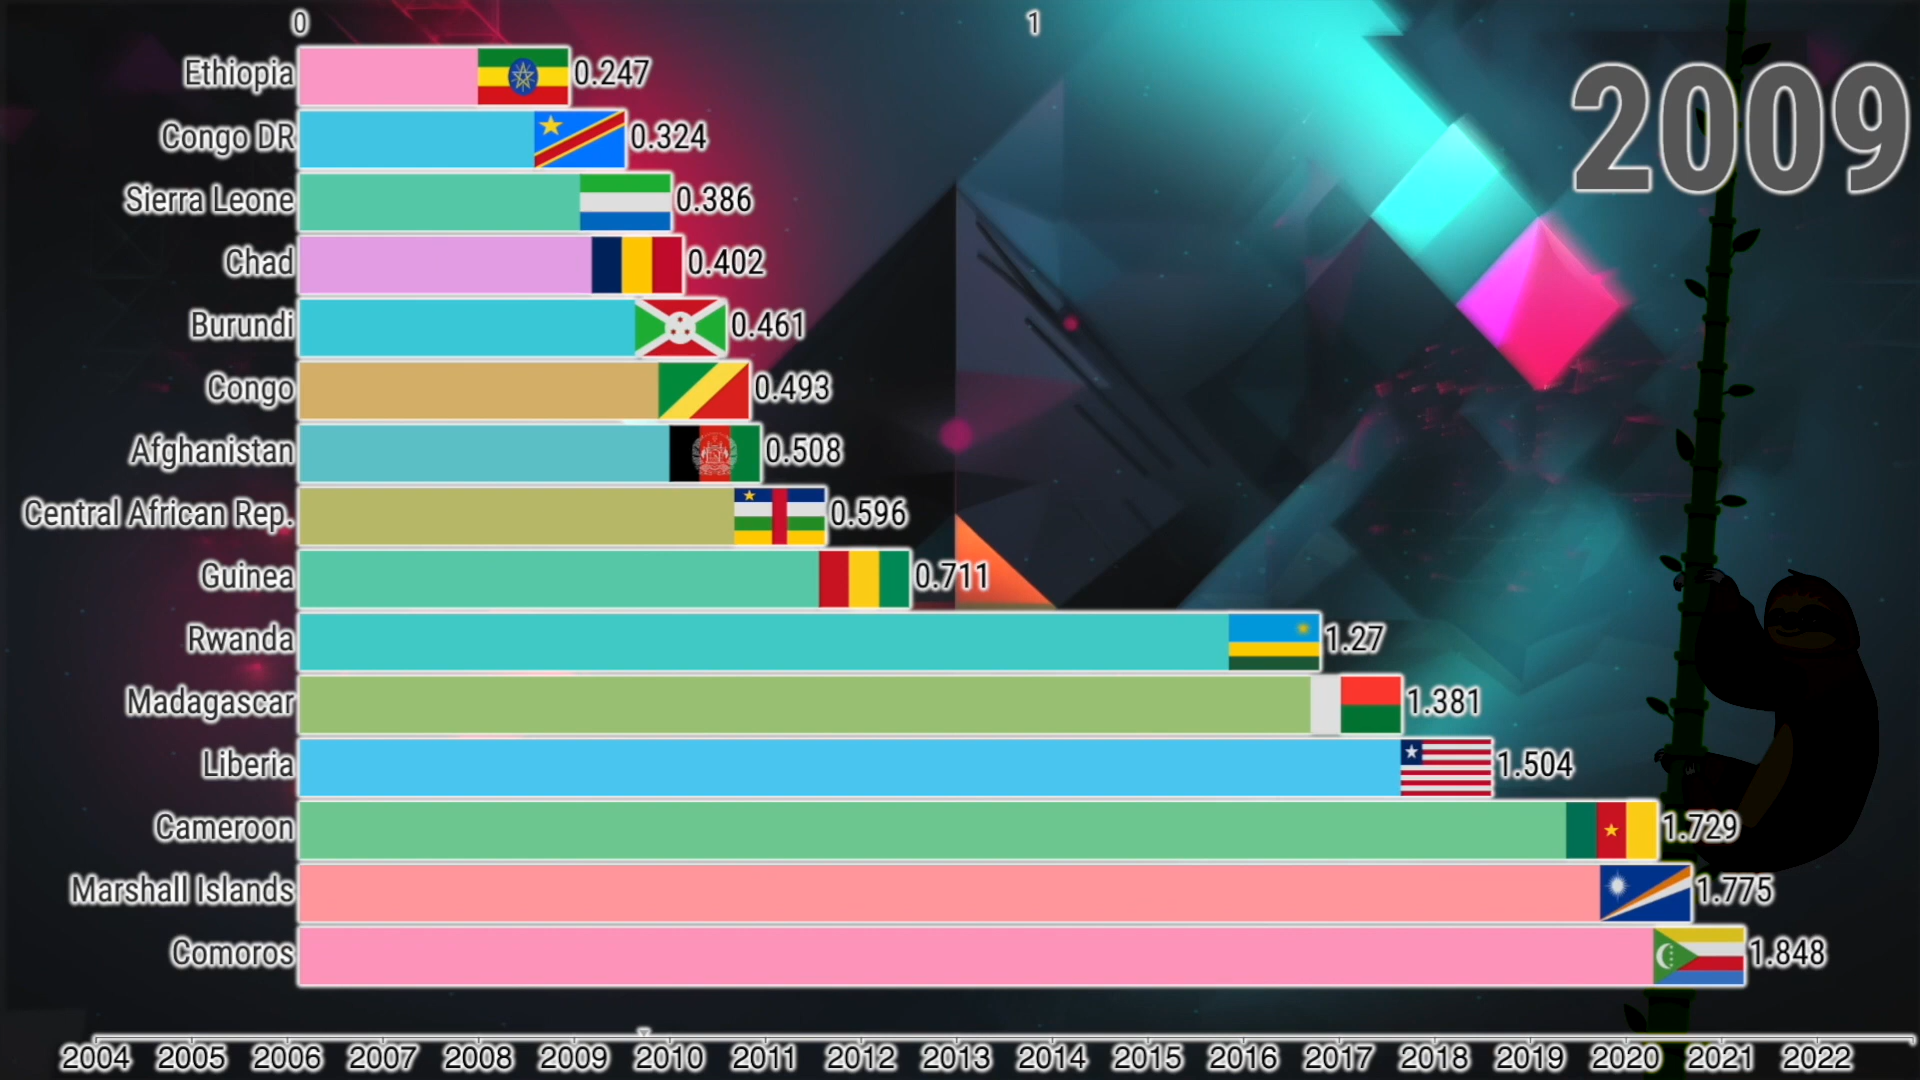 0 1
2009
Ethiopia 0.247
Congo DR 0.324
Sierra Leone 0.386
Chad 0.402
Burundi 0.461
Congo 0.493
Afghanistan 0.508
Central African Rep. 0.596
Guinea 0.711
Rwanda 1.27
Madagascar 1.381
Liberia 1.504
Cameroon 1.729
Marshall Islands 1.775
Comoros 1.848
2004 2005 2006 2007 2008 2009 2010 2011 2012 2013 2014 2015 2016 2017 2018 2019 2020 2021 2022